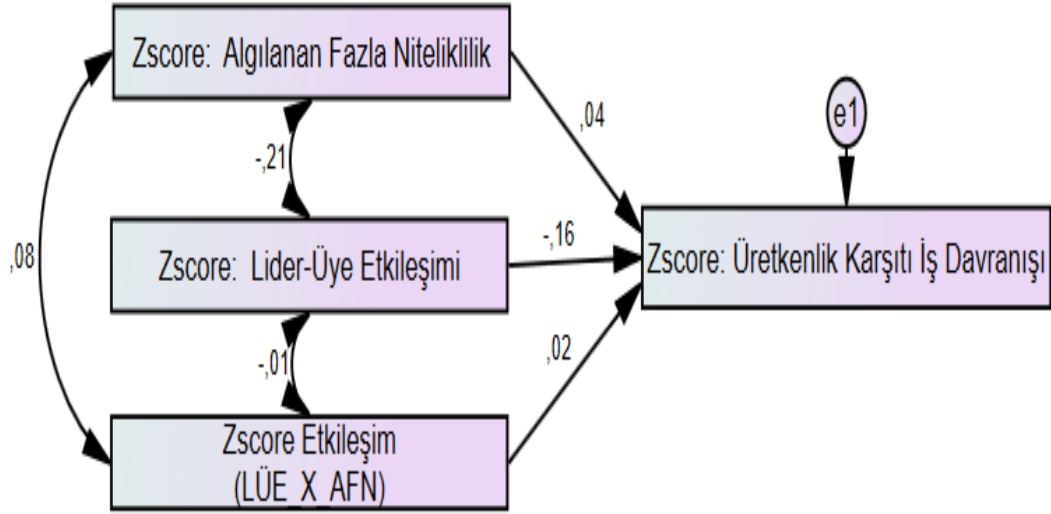 Zscore: Algılanan Fazla Niteliklilik
e1
,04
-,21
,08
Zscore: Lider-Üye Etkileşimi
-,16
Zscore: Üretkenlik Karşıtı İş Davranışı
-,01
,02
Zscore Etkileşim
(LÜE_X_AFN)